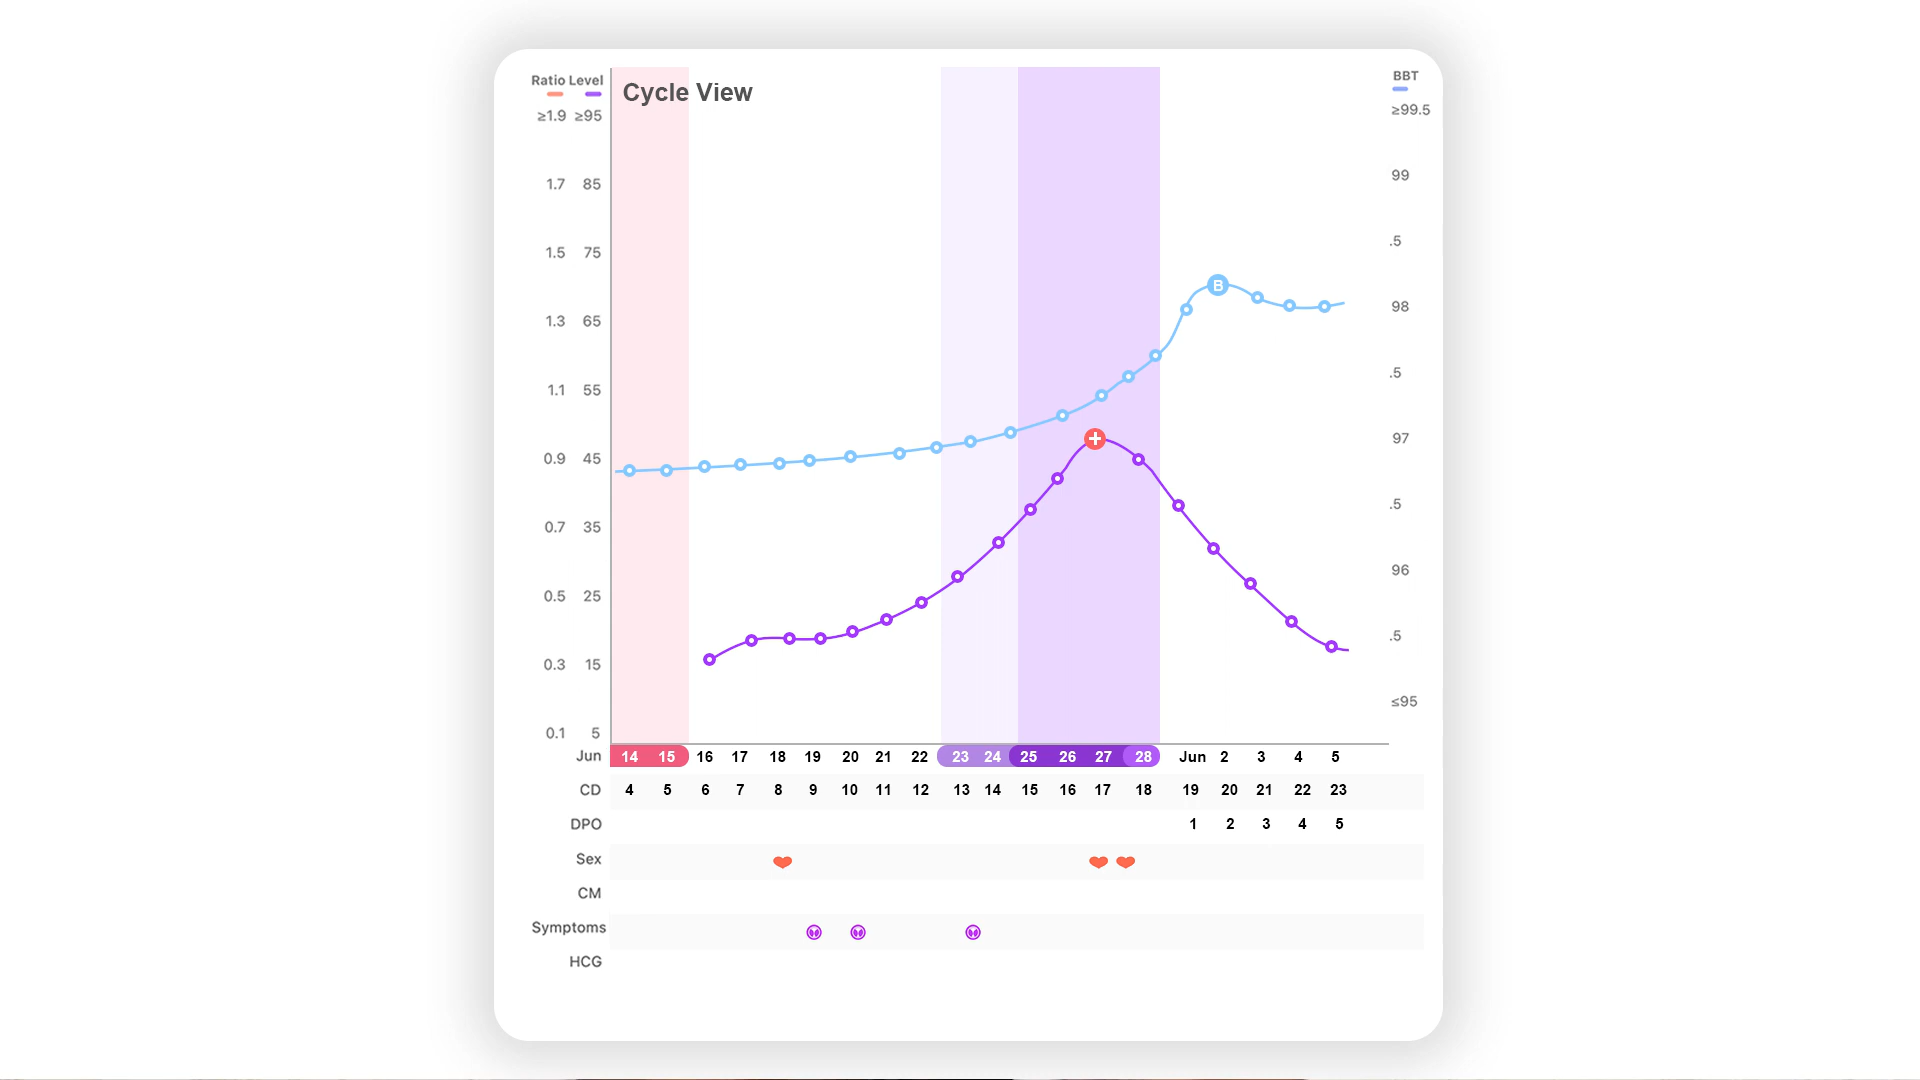 Ratio Level
BBT
Cycle View
≥1.9 ≥95
≥99.5
1.7 85
99
1.5 75
.5
1.3 65
98
1.1 55
.5
0.9 45
97
0.7 35
.5
0.5 25
96
0.3 15
.5
≤95
0.1 5
B
+
Jun 14 15 16 17 18 19 20 21 22 23 24 25 26 27 28 Jun 2 3 4 5
CD 4 5 6 7 8 9 10 11 12 13 14 15 16 17 18 19 20 21 22 23
DPO 1 2 3 4 5
Sex
CM
Symptoms
HCG